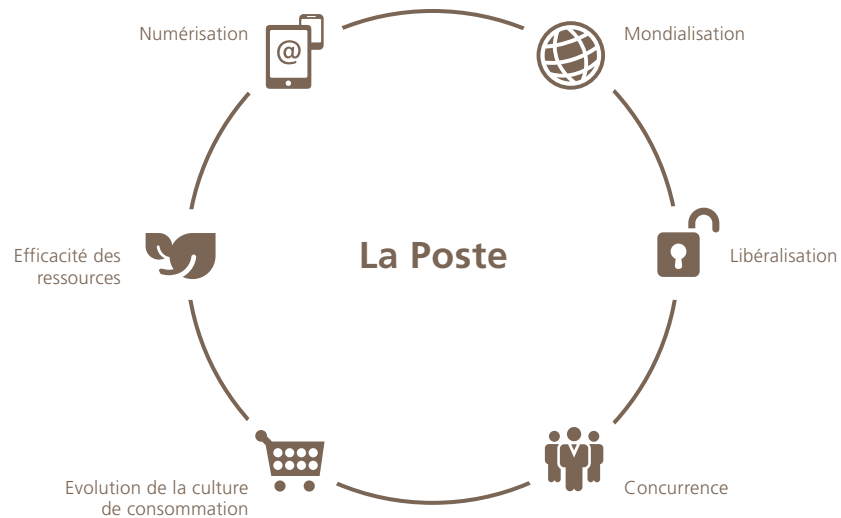 Numérisation
Mondialisation
@
Efficacité des
ressources
La Poste
Libéralisation
Evolution de la culture
de consommation
Concurrence